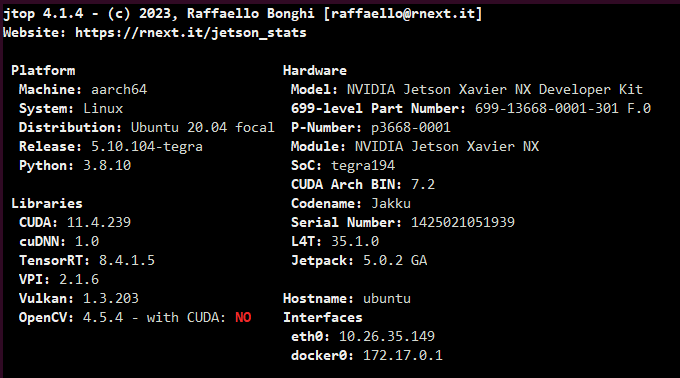 jtop 4.1.4 - (c) 2023, Raffaello Bonghi [raffaello@rnext.it]
Website: https://rnext.it/jetson_stats
Platform
Machine: aarch64
System: Linux
Distribution: Ubuntu 20.04 focal
Release: 5.10.104-tegra
Python: 3.8.10
Libraries
CUDA: 11.4.239
cuDNN: 1.0
TensorRT: 8.4.1.5
VPI: 2.1.6
Vulkan: 1.3.203
OpenCV: 4.5.4 - with CUDA: NO
Hardware
Model: NVIDIA Jetson Xavier NX Developer Kit
699-level Part Number: 699-13668-0001-301 F.0
P-Number: p3668-0001
Module: NVIDIA Jetson Xavier NX
SoC: tegra194
CUDA Arch BIN: 7.2
Codename: Jakku
Serial Number: 1425021051939
L4T: 35.1.0
Jetpack: 5.0.2 GA
Hostname: ubuntu
Interfaces
eth0: 10.26.35.149
docker0: 172.17.0.1